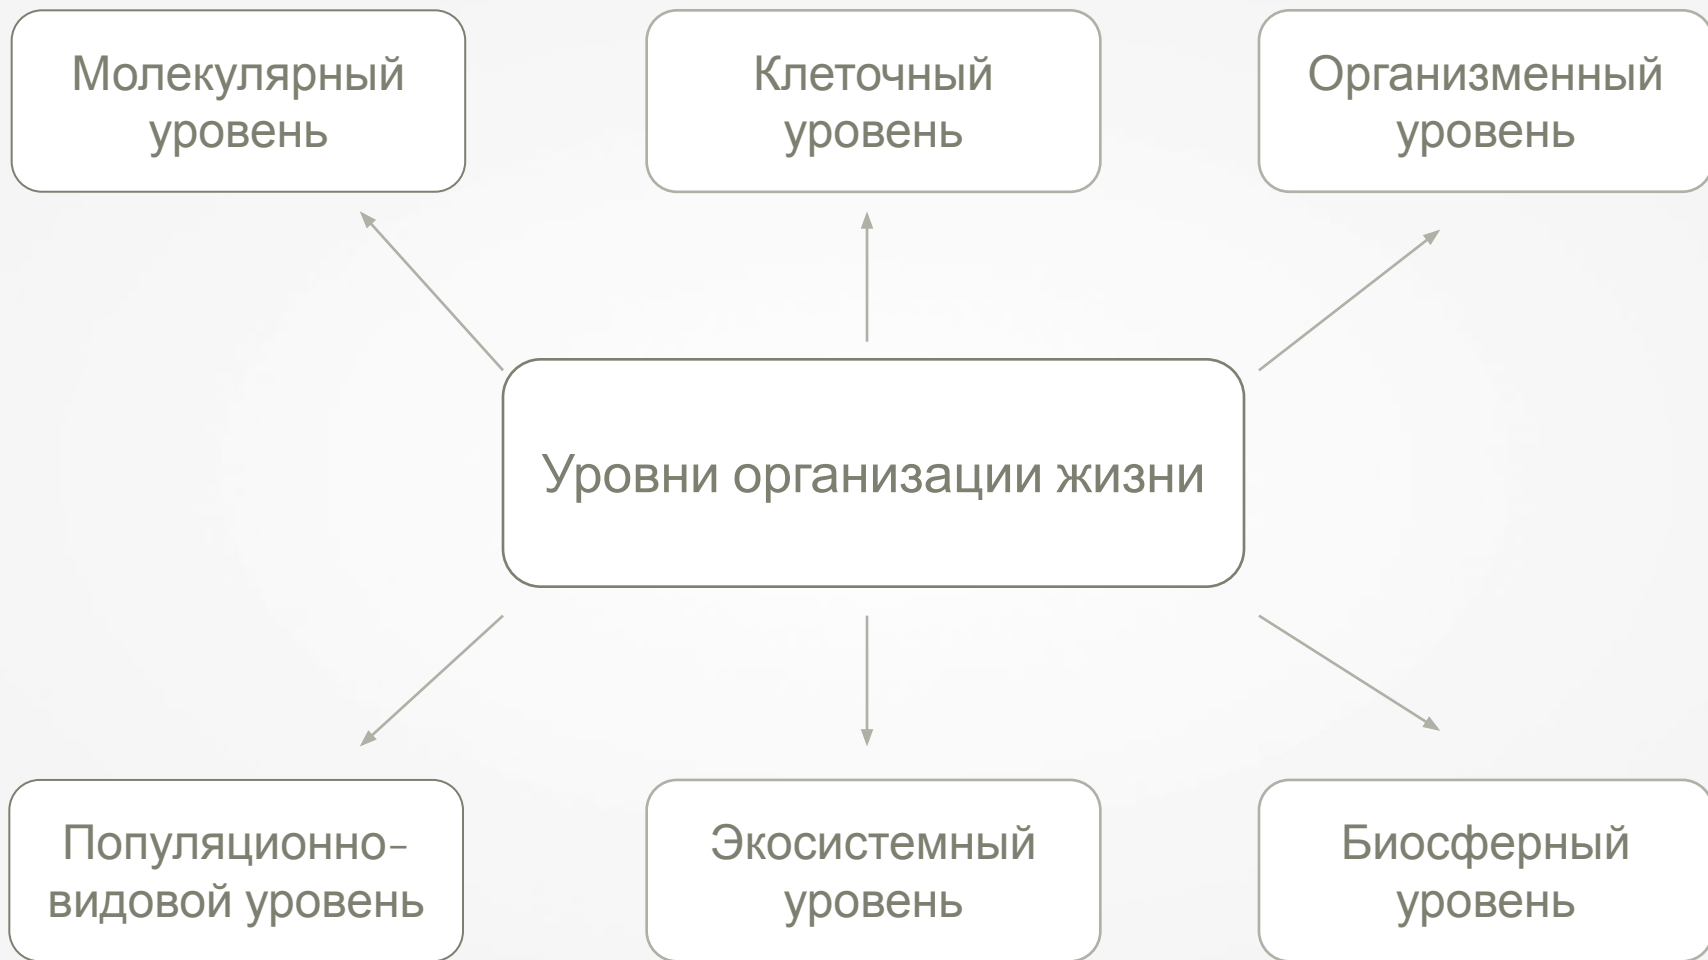 Молекулярный
уровень
Клеточный
уровень
Организменный
уровень
Уровни организации жизни
Популяционно-
видовой уровень
Экосистемный
уровень
Биосферный
уровень